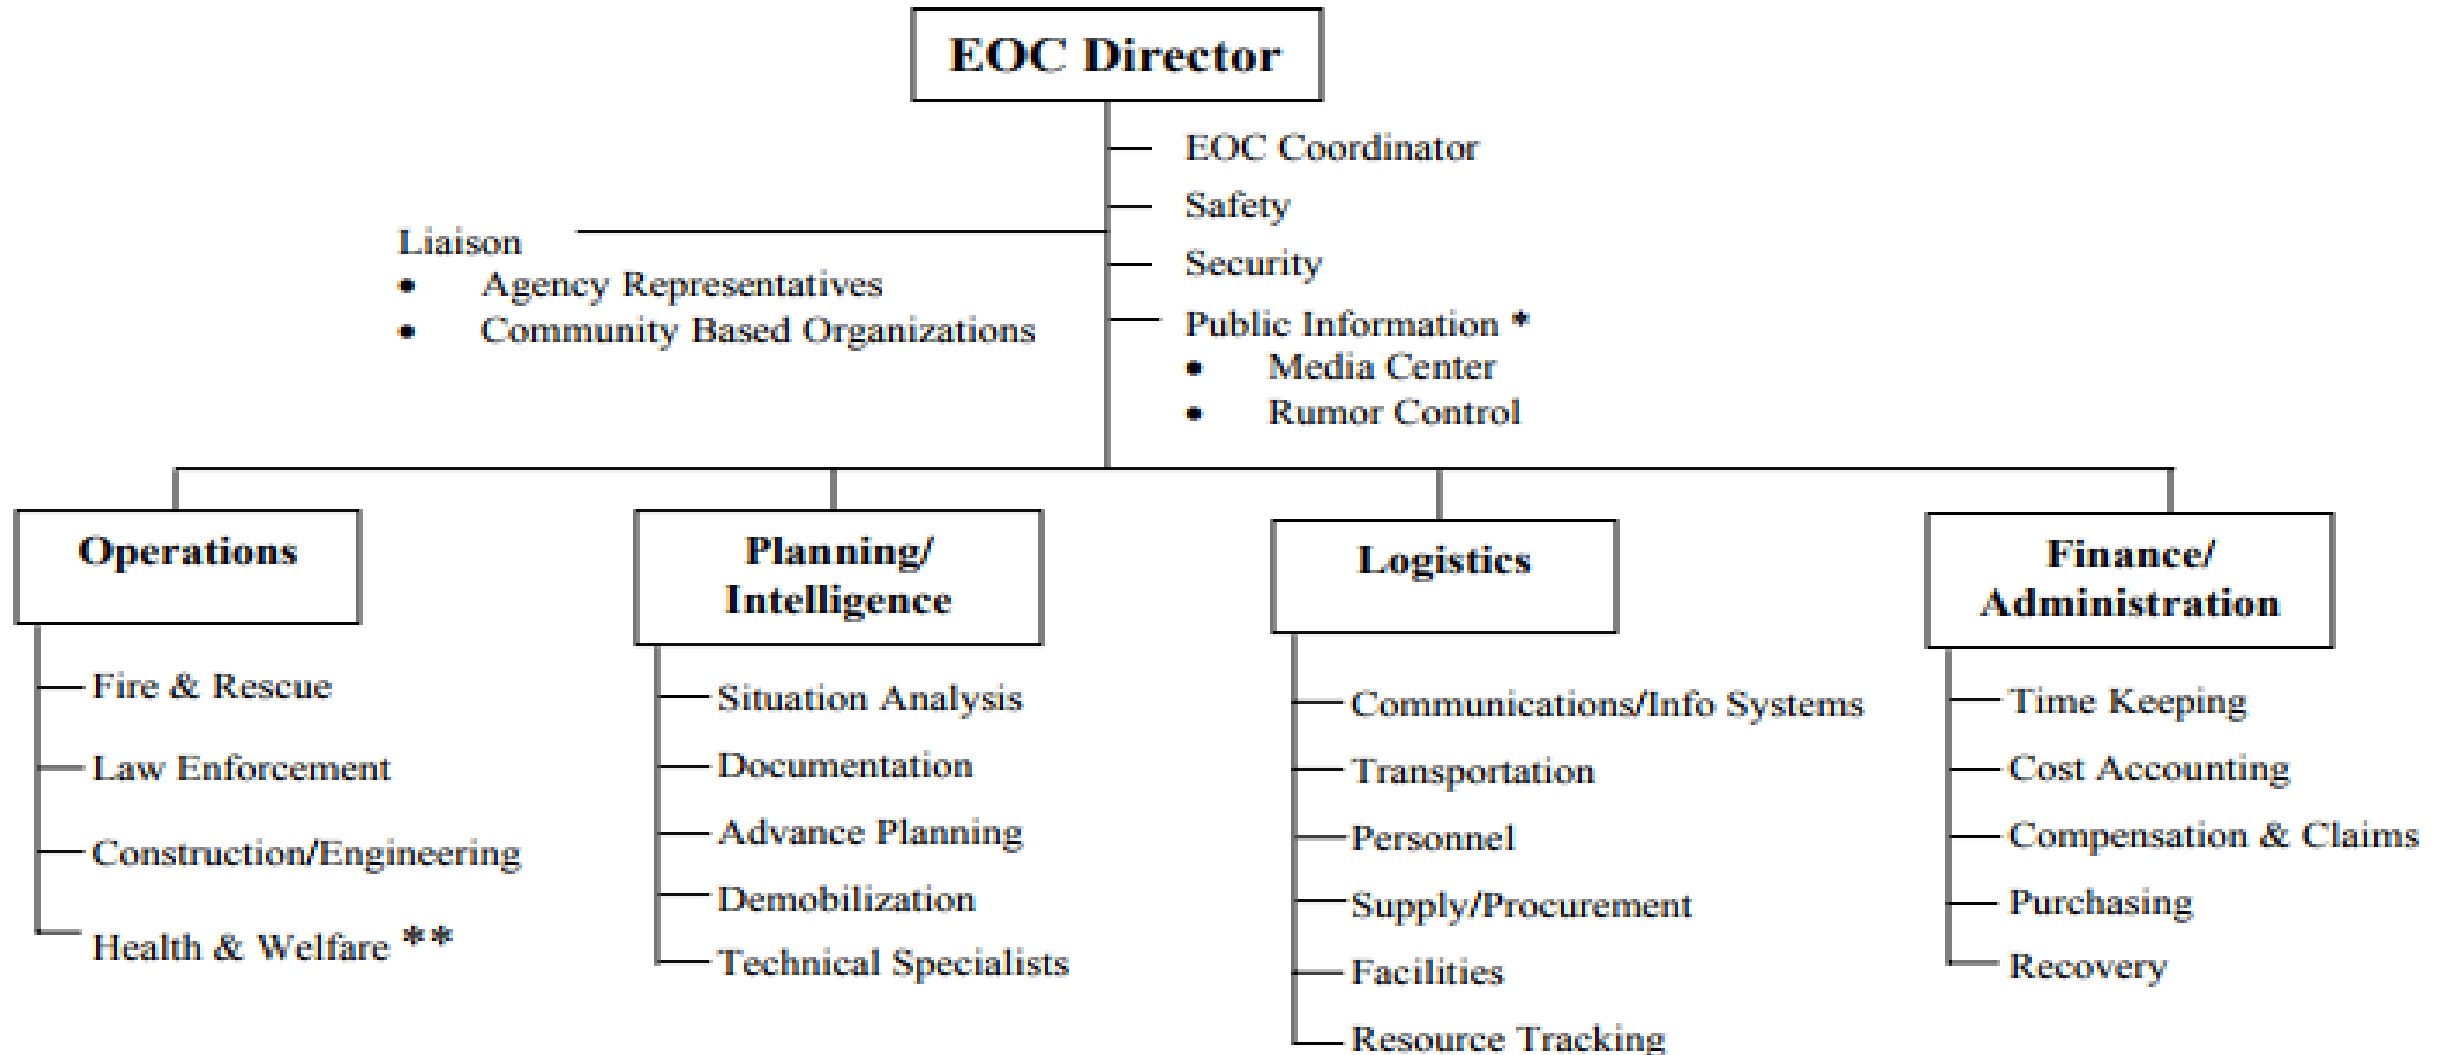 EOC Director
EOC Coordinator
Safety
Liaison
• Agency Representatives
• Community Based Organizations
Security
Public Information *
• Media Center
• Rumor Control
Operations
Fire & Rescue
Law Enforcement
Construction/Engineering
Health & Welfare **
Planning/
Intelligence
Situation Analysis
Documentation
Advance Planning
Demobilization
Technical Specialists
Logistics
Communications/Info Systems
Transportation
Personnel
Supply/Procurement
Facilities
Resource Tracking
Finance/
Administration
Time Keeping
Cost Accounting
Compensation & Claims
Purchasing
Recovery